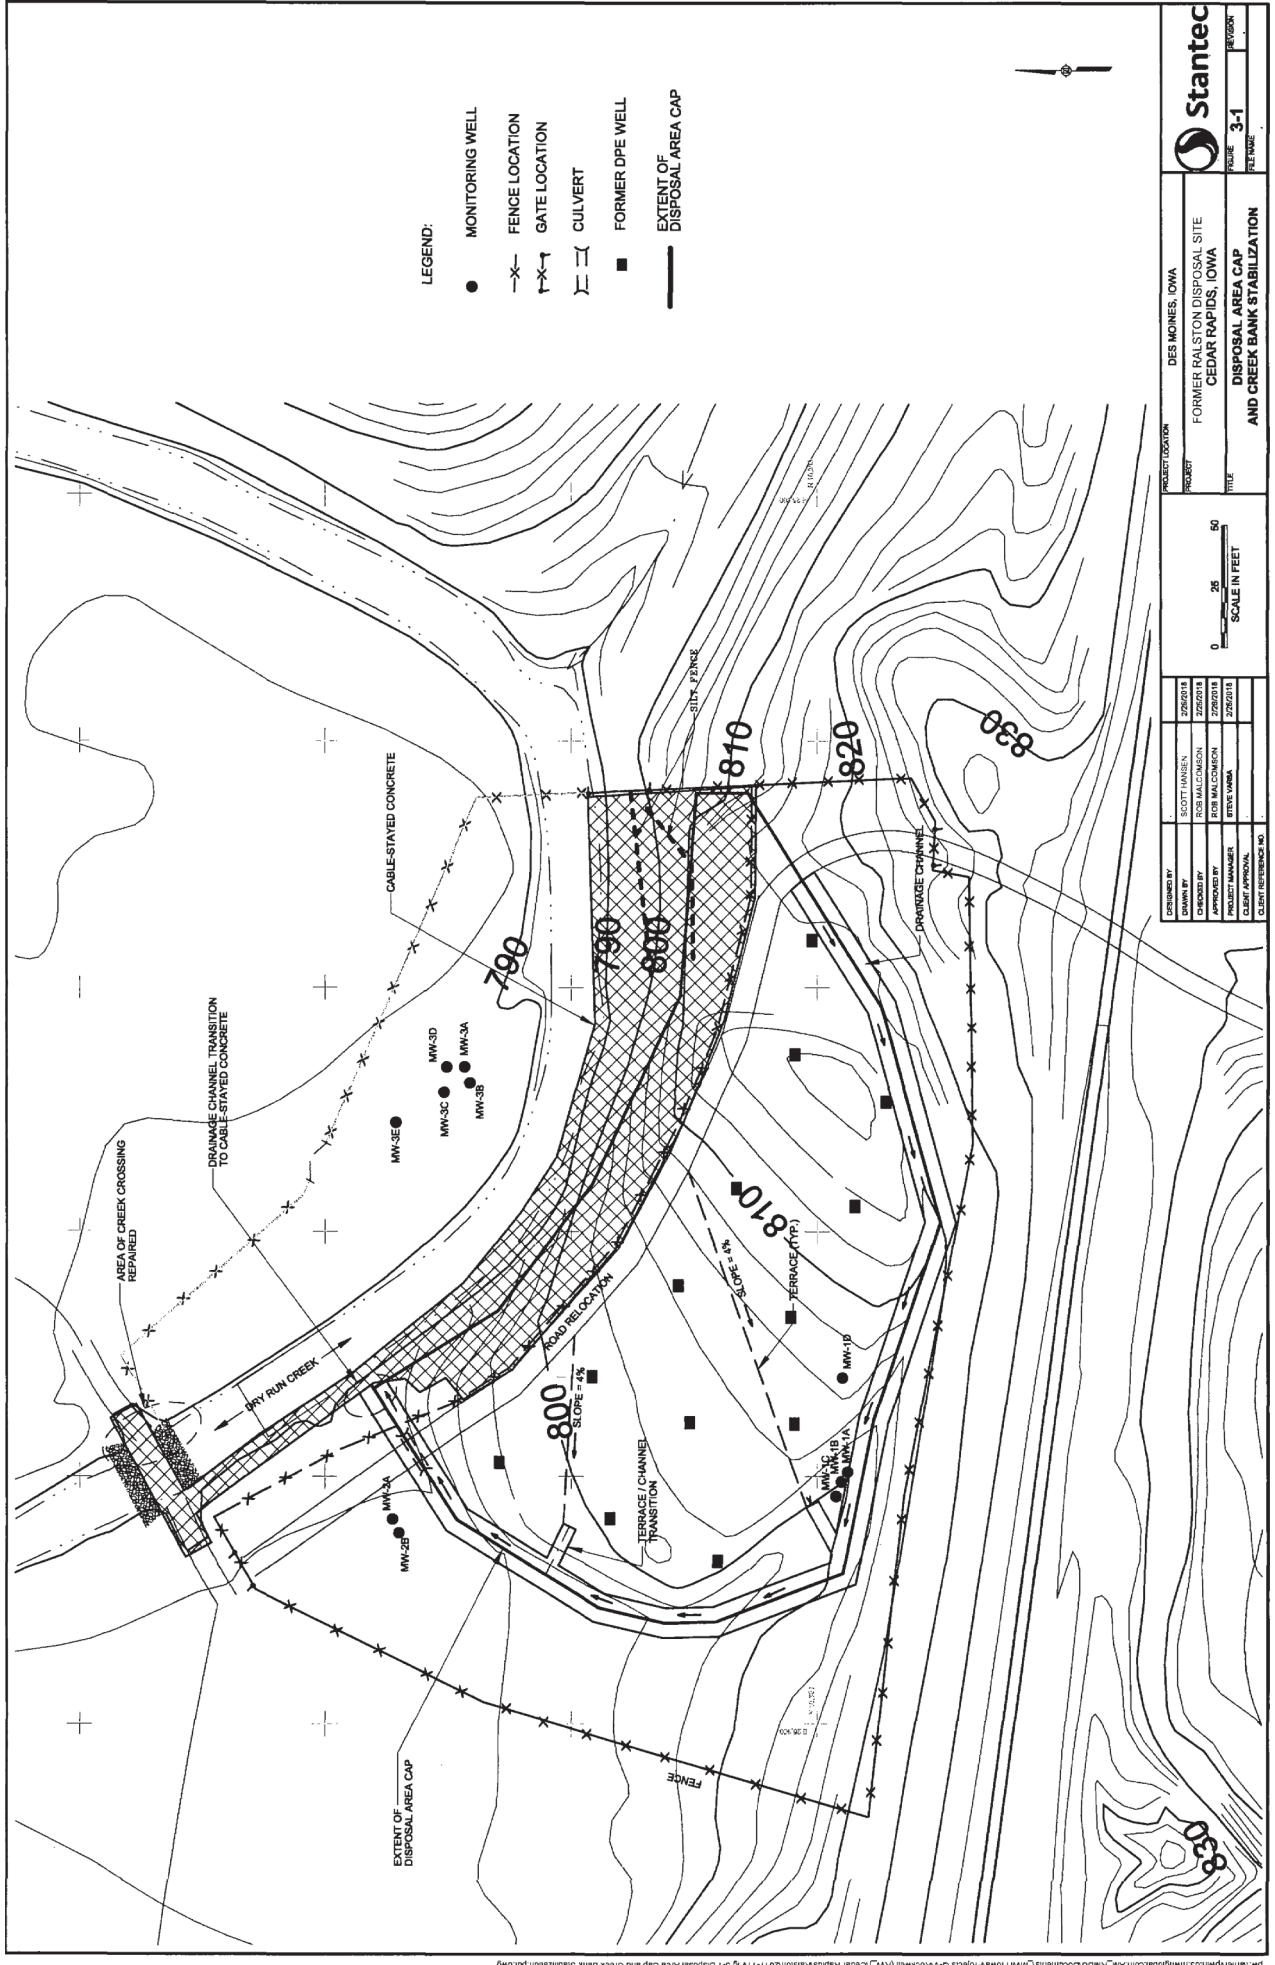 LEGEND:
MONITORING WELL
FENCE LOCATION
GATE LOCATION
CULVERT
FORMER DPE WELL
EXTENT OF
DISPOSAL AREA CAP
AREA OF CREEK CROSSING
REPAIRED
DRAINAGE CHANNEL TRANSITION
TO CABLE-STAYED CONCRETE
CABLE-STAYED CONCRETE
DRY RUN CREEK
MW-3E
MW-3C
MW-3D
MW-3A
MW-3B
790
790
800
SILT FENCE
810
820
830
DRAINAGE CHANNEL
ROAD RELOCATION
800
SLOPE = 4%
810
SLOPE = 4%
TERRACE (TYP.)
TERRACE / CHANNEL
TRANSITION
MW-2A
MW-2B
MW-1D
MW-1C
MW-1B
MW-1A
EXTENT OF
DISPOSAL AREA CAP
FENCE
830
DESIGNED BY
DRAWN BY
SCOTT HANSEN
2/26/2018
CHECKED BY
ROB MALCOMSON
2/26/2018
APPROVED BY
ROB MALCOMSON
2/26/2018
PROJECT MANAGER
STEVE VARSA
2/26/2018
CLIENT APPROVAL
CLIENT REFERENCE NO.
0 25 50
SCALE IN FEET
PROJECT LOCATION
DES MOINES, IOWA
PROJECT
FORMER RALSTON DISPOSAL SITE
CEDAR RAPIDS, IOWA
TITLE
DISPOSAL AREA CAP
AND CREEK BANK STABILIZATION
Stantec
FIGURE
3-1
REVISION
FILE NAME